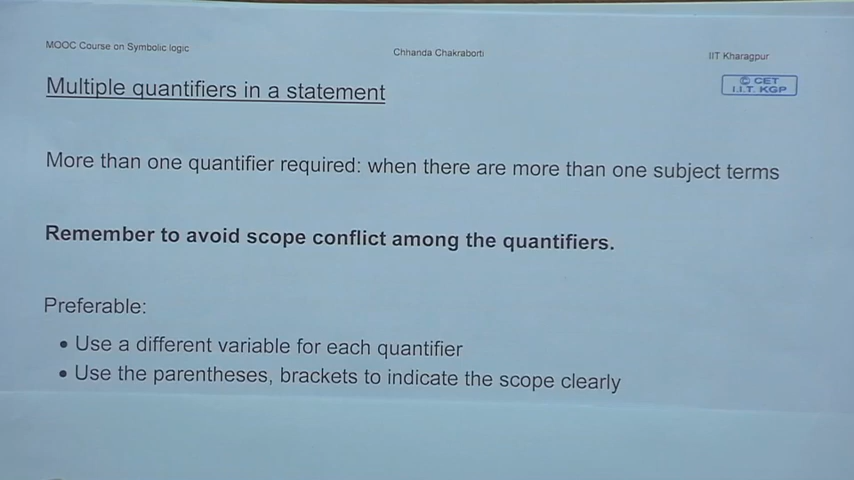 MOOC Course on Symbolic logic
Chhanda Chakraborti
IIT Kharagpur
© CET
I.I.T. KGP
Multiple quantifiers in a statement
More than one quantifier required: when there are more than one subject terms
Remember to avoid scope conflict among the quantifiers.
Preferable:
• Use a different variable for each quantifier
• Use the parentheses, brackets to indicate the scope clearly